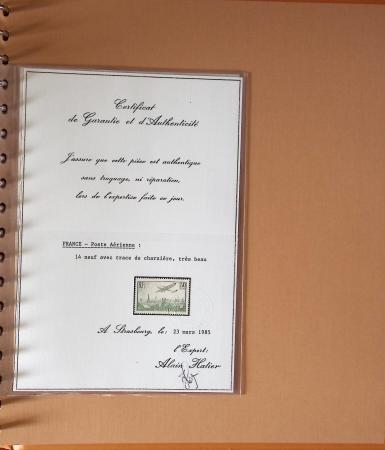 Certificat
de Garantie et d'Authenticité
J'assure que cette pièce est authentique
sans truquage, ni réparation,
lors de l'expertise faite ce jour.
FRANCE - Poste Aérienne :
14 neuf avec trace de charnière, très beau
A Strasbourg, le: 23 mars 1985
l'Expert:
Alain Halter